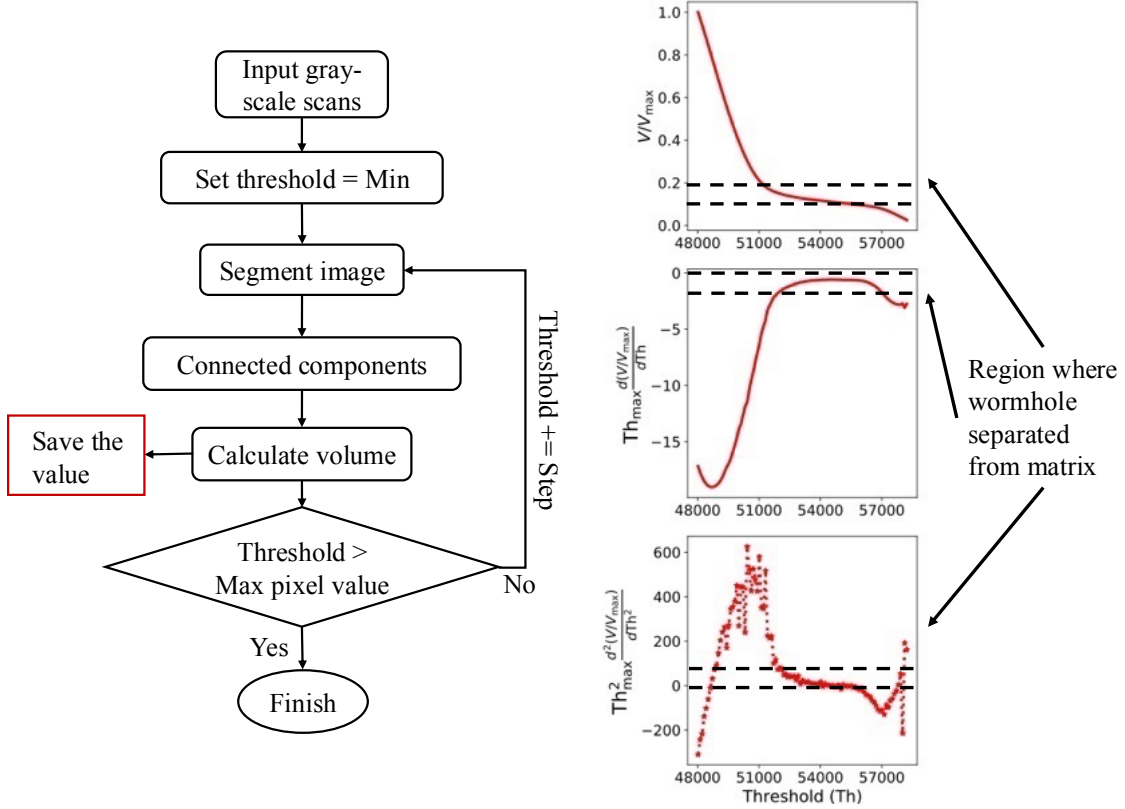 Input gray-
scale scans
Set threshold = Min
Segment image
Connected components
Save the
value
Calculate volume
Threshold >
Max pixel value
No
Threshold += Step
Yes
Finish
V/V_max
1.0
0.8
0.6
0.4
0.2
0.0
48000 51000 54000 57000
Th_max d(V/V_max)/dTh
0
−5
−10
−15
48000 51000 54000 57000
Th²_max d²(V/V_max)/dTh²
600
400
200
0
−200
48000 51000 54000 57000
Threshold (Th)
Region where
wormhole
separated
from matrix